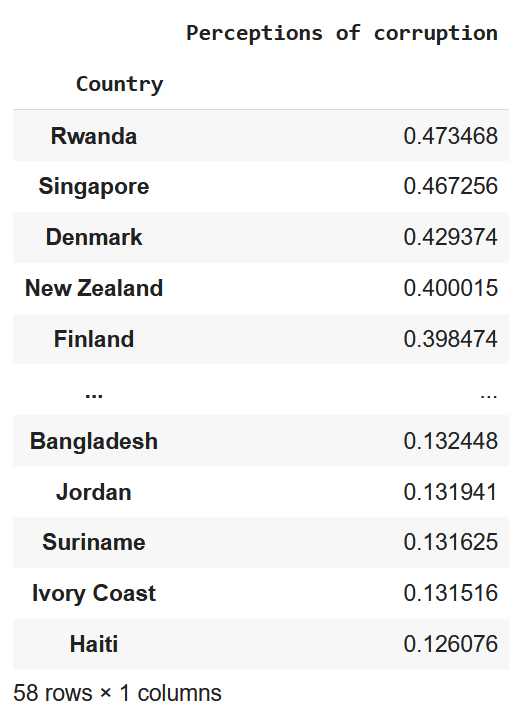 Perceptions of corruption
Country
Rwanda 0.473468
Singapore 0.467256
Denmark 0.429374
New Zealand 0.400015
Finland 0.398474
... ...
Bangladesh 0.132448
Jordan 0.131941
Suriname 0.131625
Ivory Coast 0.131516
Haiti 0.126076
58 rows × 1 columns